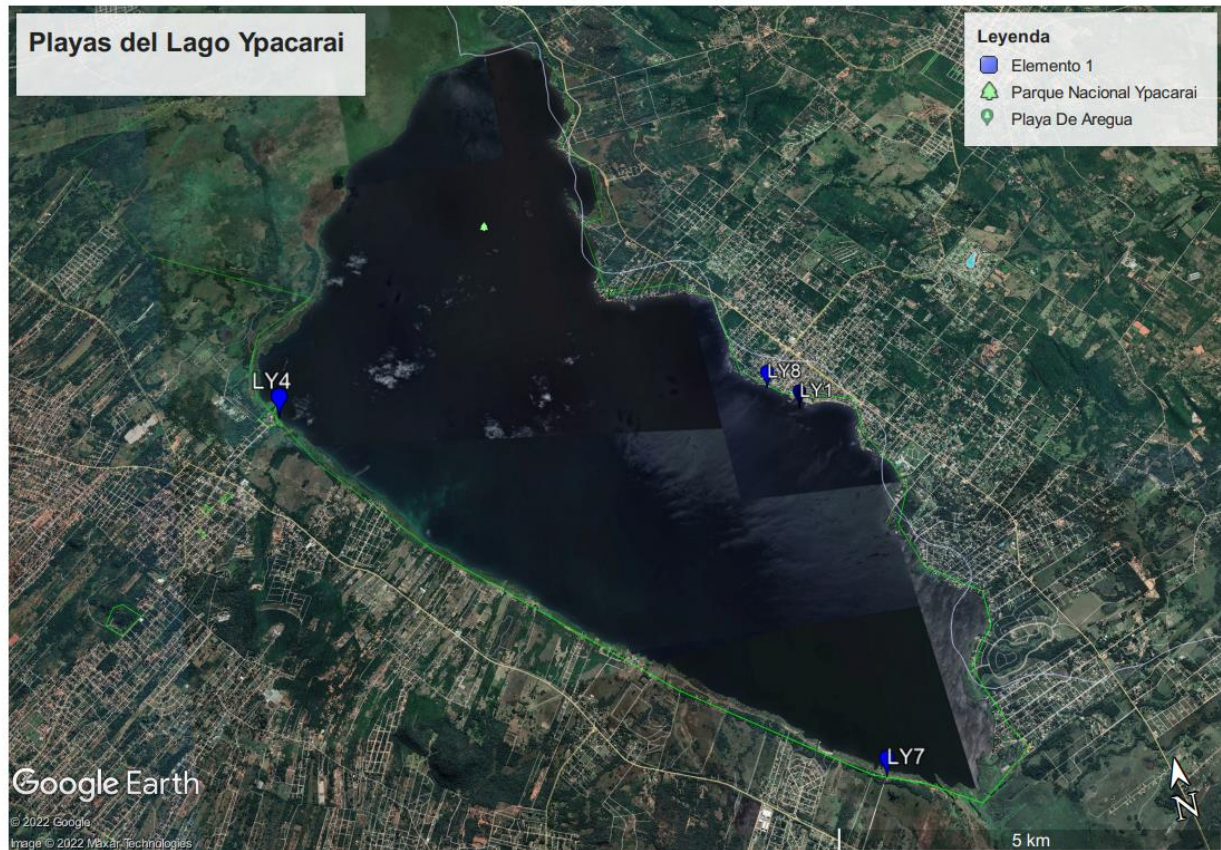 Playas del Lago Ypacarai
Leyenda
Elemento 1
Parque Nacional Ypacarai
Playa De Aregua
LY8
LY1
LY4
LY7
Google Earth
© 2022 Google
Image © 2022 Maxar Technologies
5 km
N